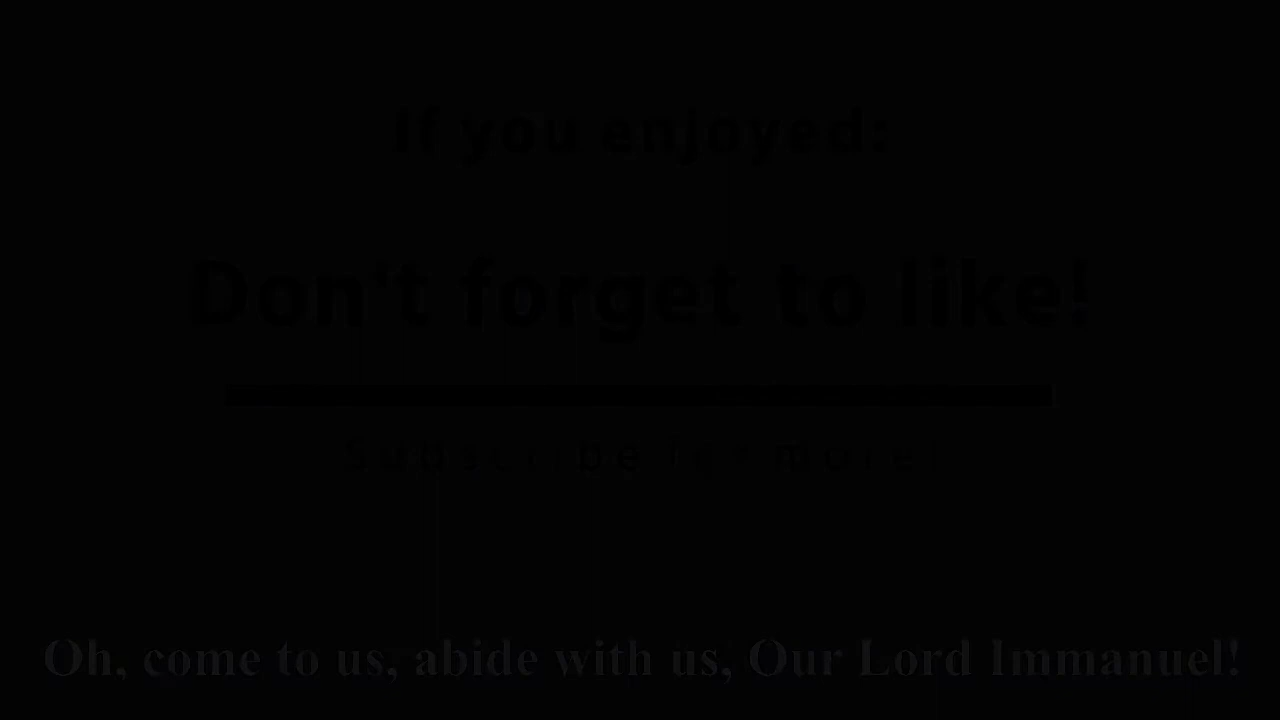 If you enjoyed:
Don't forget to like!
Subscribe for more!
Oh, come to us, abide with us, Our Lord Immanuel!